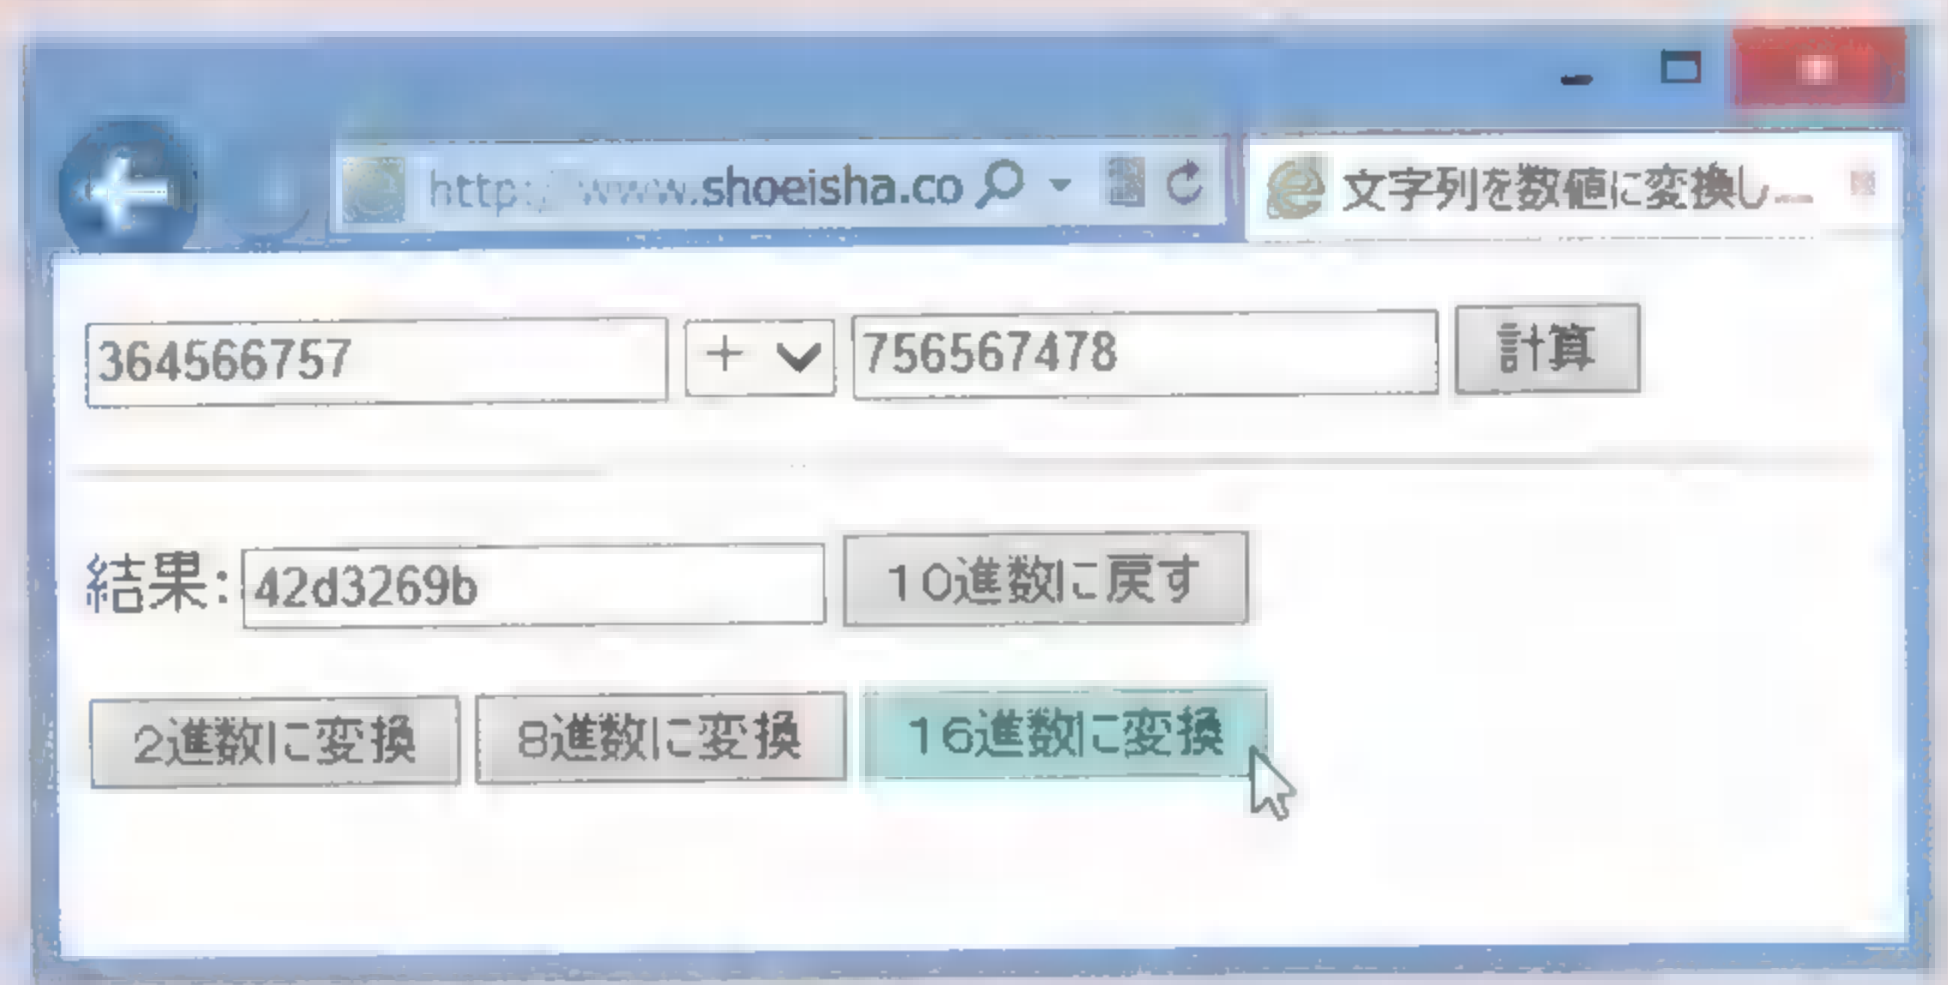 http://www.shoeisha.co 文字列を数値に変換し...
364566757 + 756567478 計算
結果: 42d3269b 10進数に戻す
2進数に変換 8進数に変換 16進数に変換